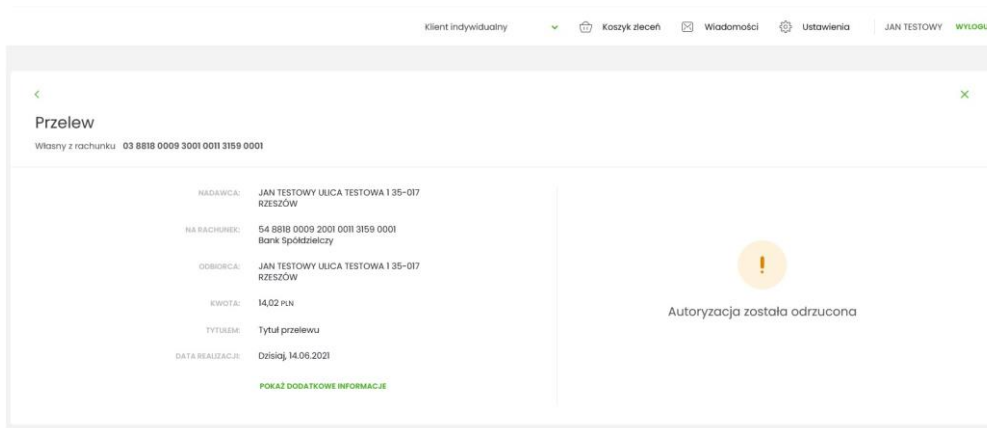 Klient indywidualny Koszyk zleceń Wiadomości Ustawienia JAN TESTOWY
Przelew
Własny z rachunku 03 8818 0009 3001 0011 3159 0001
NADAWCA: JAN TESTOWY ULICA TESTOWA 1 35-017
RZESZÓW
NA RACHUNEK: 54 8818 0009 2001 0011 3159 0001
Bank Spółdzielczy
ODBIORCA: JAN TESTOWY ULICA TESTOWA 1 35-017
RZESZÓW
KWOTA: 14,02 PLN
TYTUŁEM: Tytuł przelewu
DATA REALIZACJI: Dzisiaj, 14.06.2021
POKAŻ DODATKOWE INFORMACJE
!
Autoryzacja została odrzucona